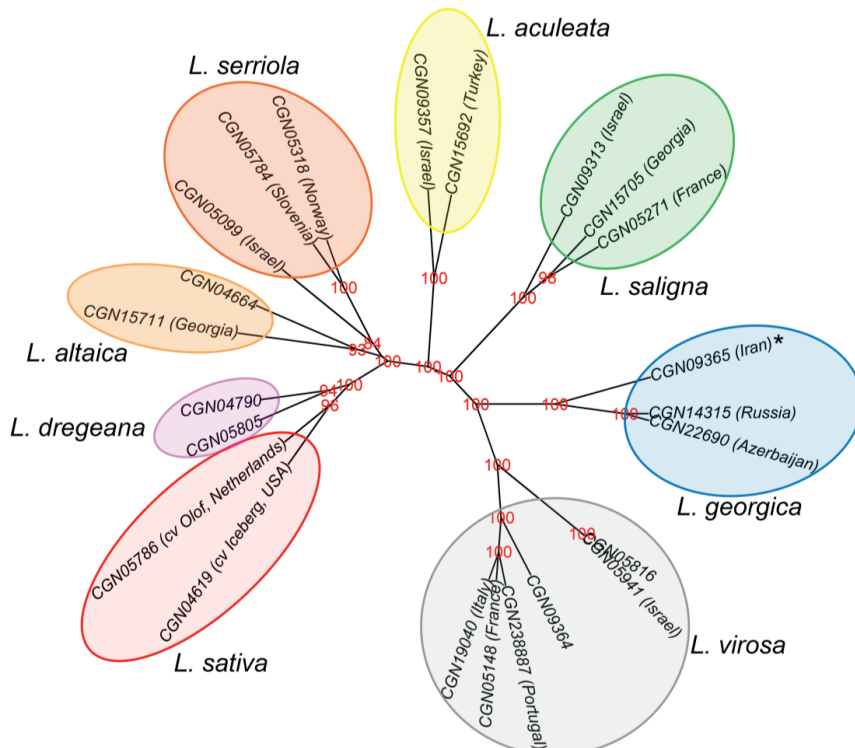 L. aculeata
CGN09357 (Israel)
CGN15692 (Turkey)
L. serriola
CGN05318 (Norway)
CGN05784 (Slovenia)
CGN05099 (Israel)
100
L. saligna
CGN09313 (Israel)
CGN15705 (Georgia)
CGN05271 (France)
98
100
100
L. altaica
CGN04664
CGN15711 (Georgia)
84
93
100
100
100
L. georgica
CGN09365 (Iran)*
CGN14315 (Russia)
CGN22690 (Azerbaijan)
100
100
100
L. dregeana
CGN04790
CGN05805
94
100
96
L. sativa
CGN05786 (cv Olof, Netherlands)
CGN04619 (cv Iceberg, USA)
100
L. virosa
100
100
100
CGN05816
CGN05941 (Israel)
CGN09364
CGN238887 (Portugal)
CGN05148 (France)
CGN19040 (Italy)